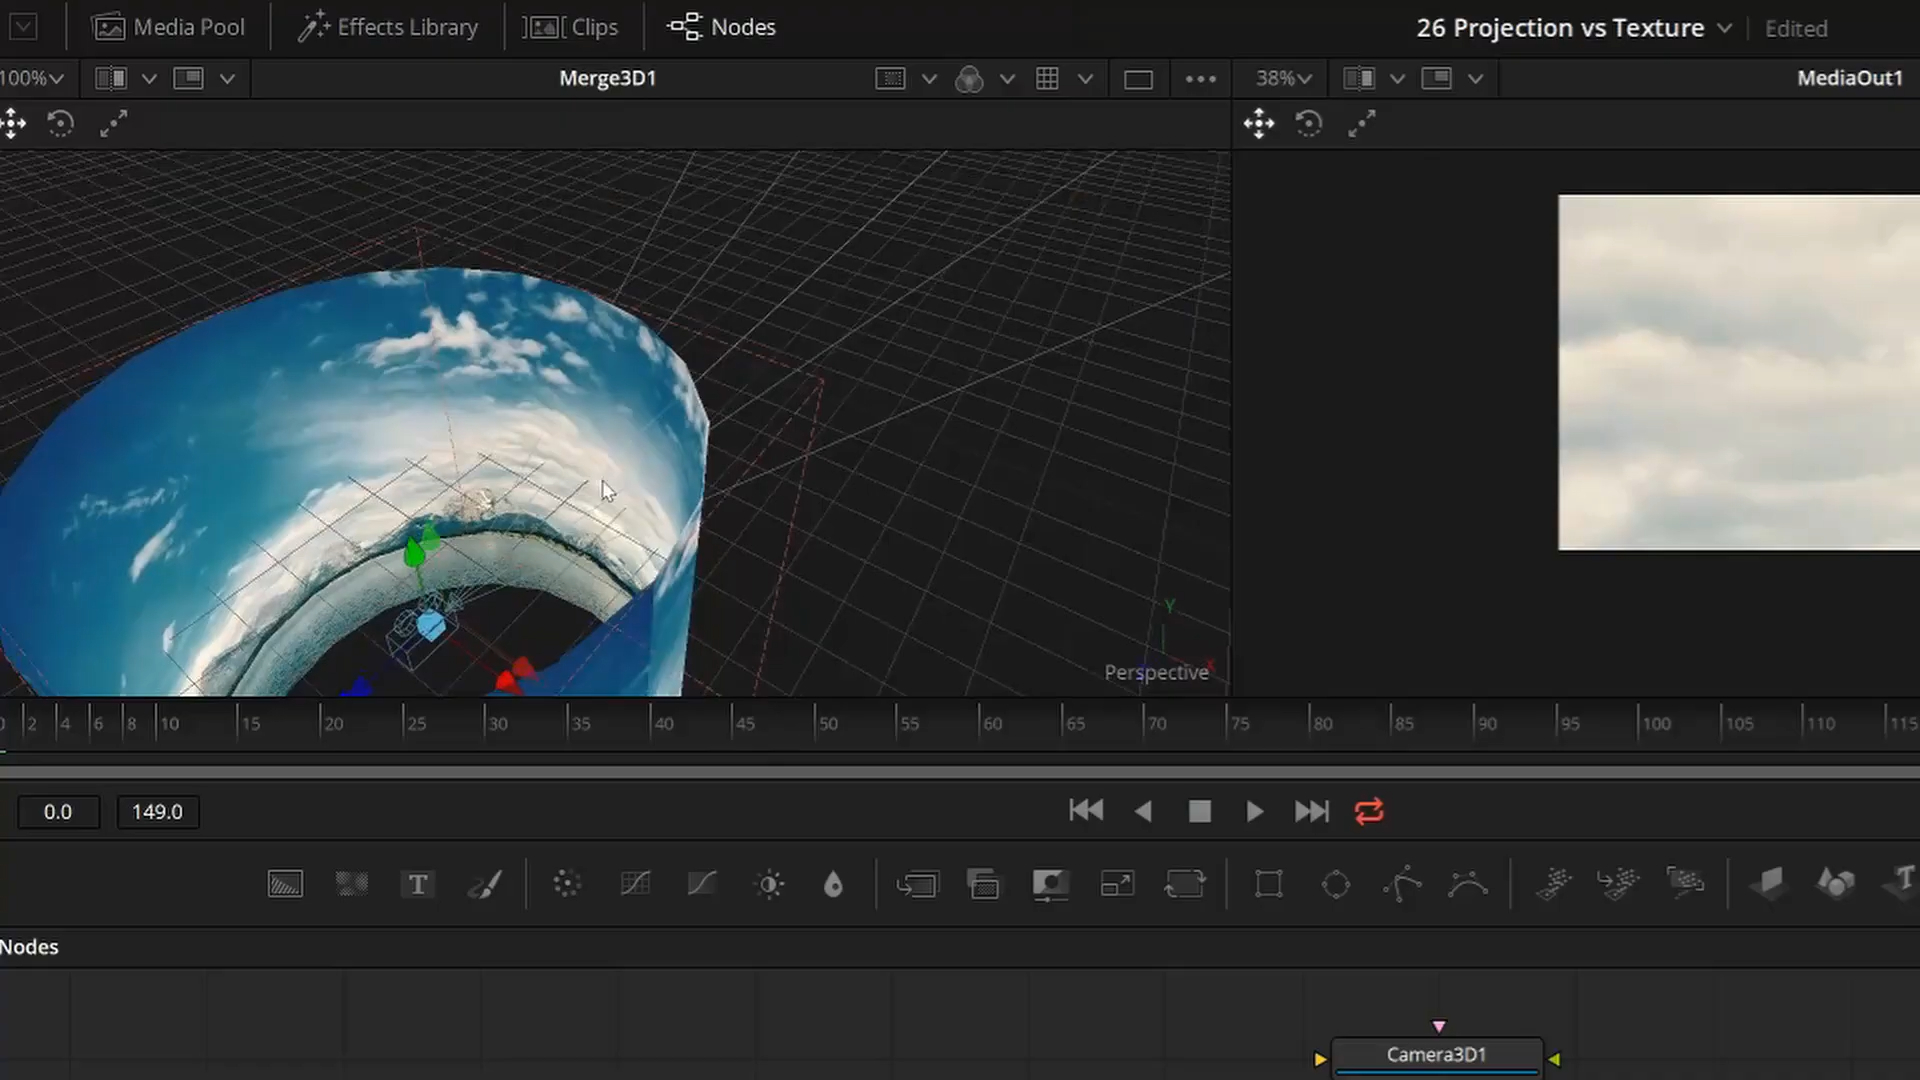 Media Pool
Effects Library
Clips
Nodes
26 Projection vs Texture
Edited
100%
Merge3D1
38%
MediaOut1
Y
X
Perspective
0 2 4 6 8 10 15 20 25 30 35 40 45 50 55 60 65 70 75 80 85 90 95 100 105 110 115
0.0
149.0
T
T
Nodes
Camera3D1